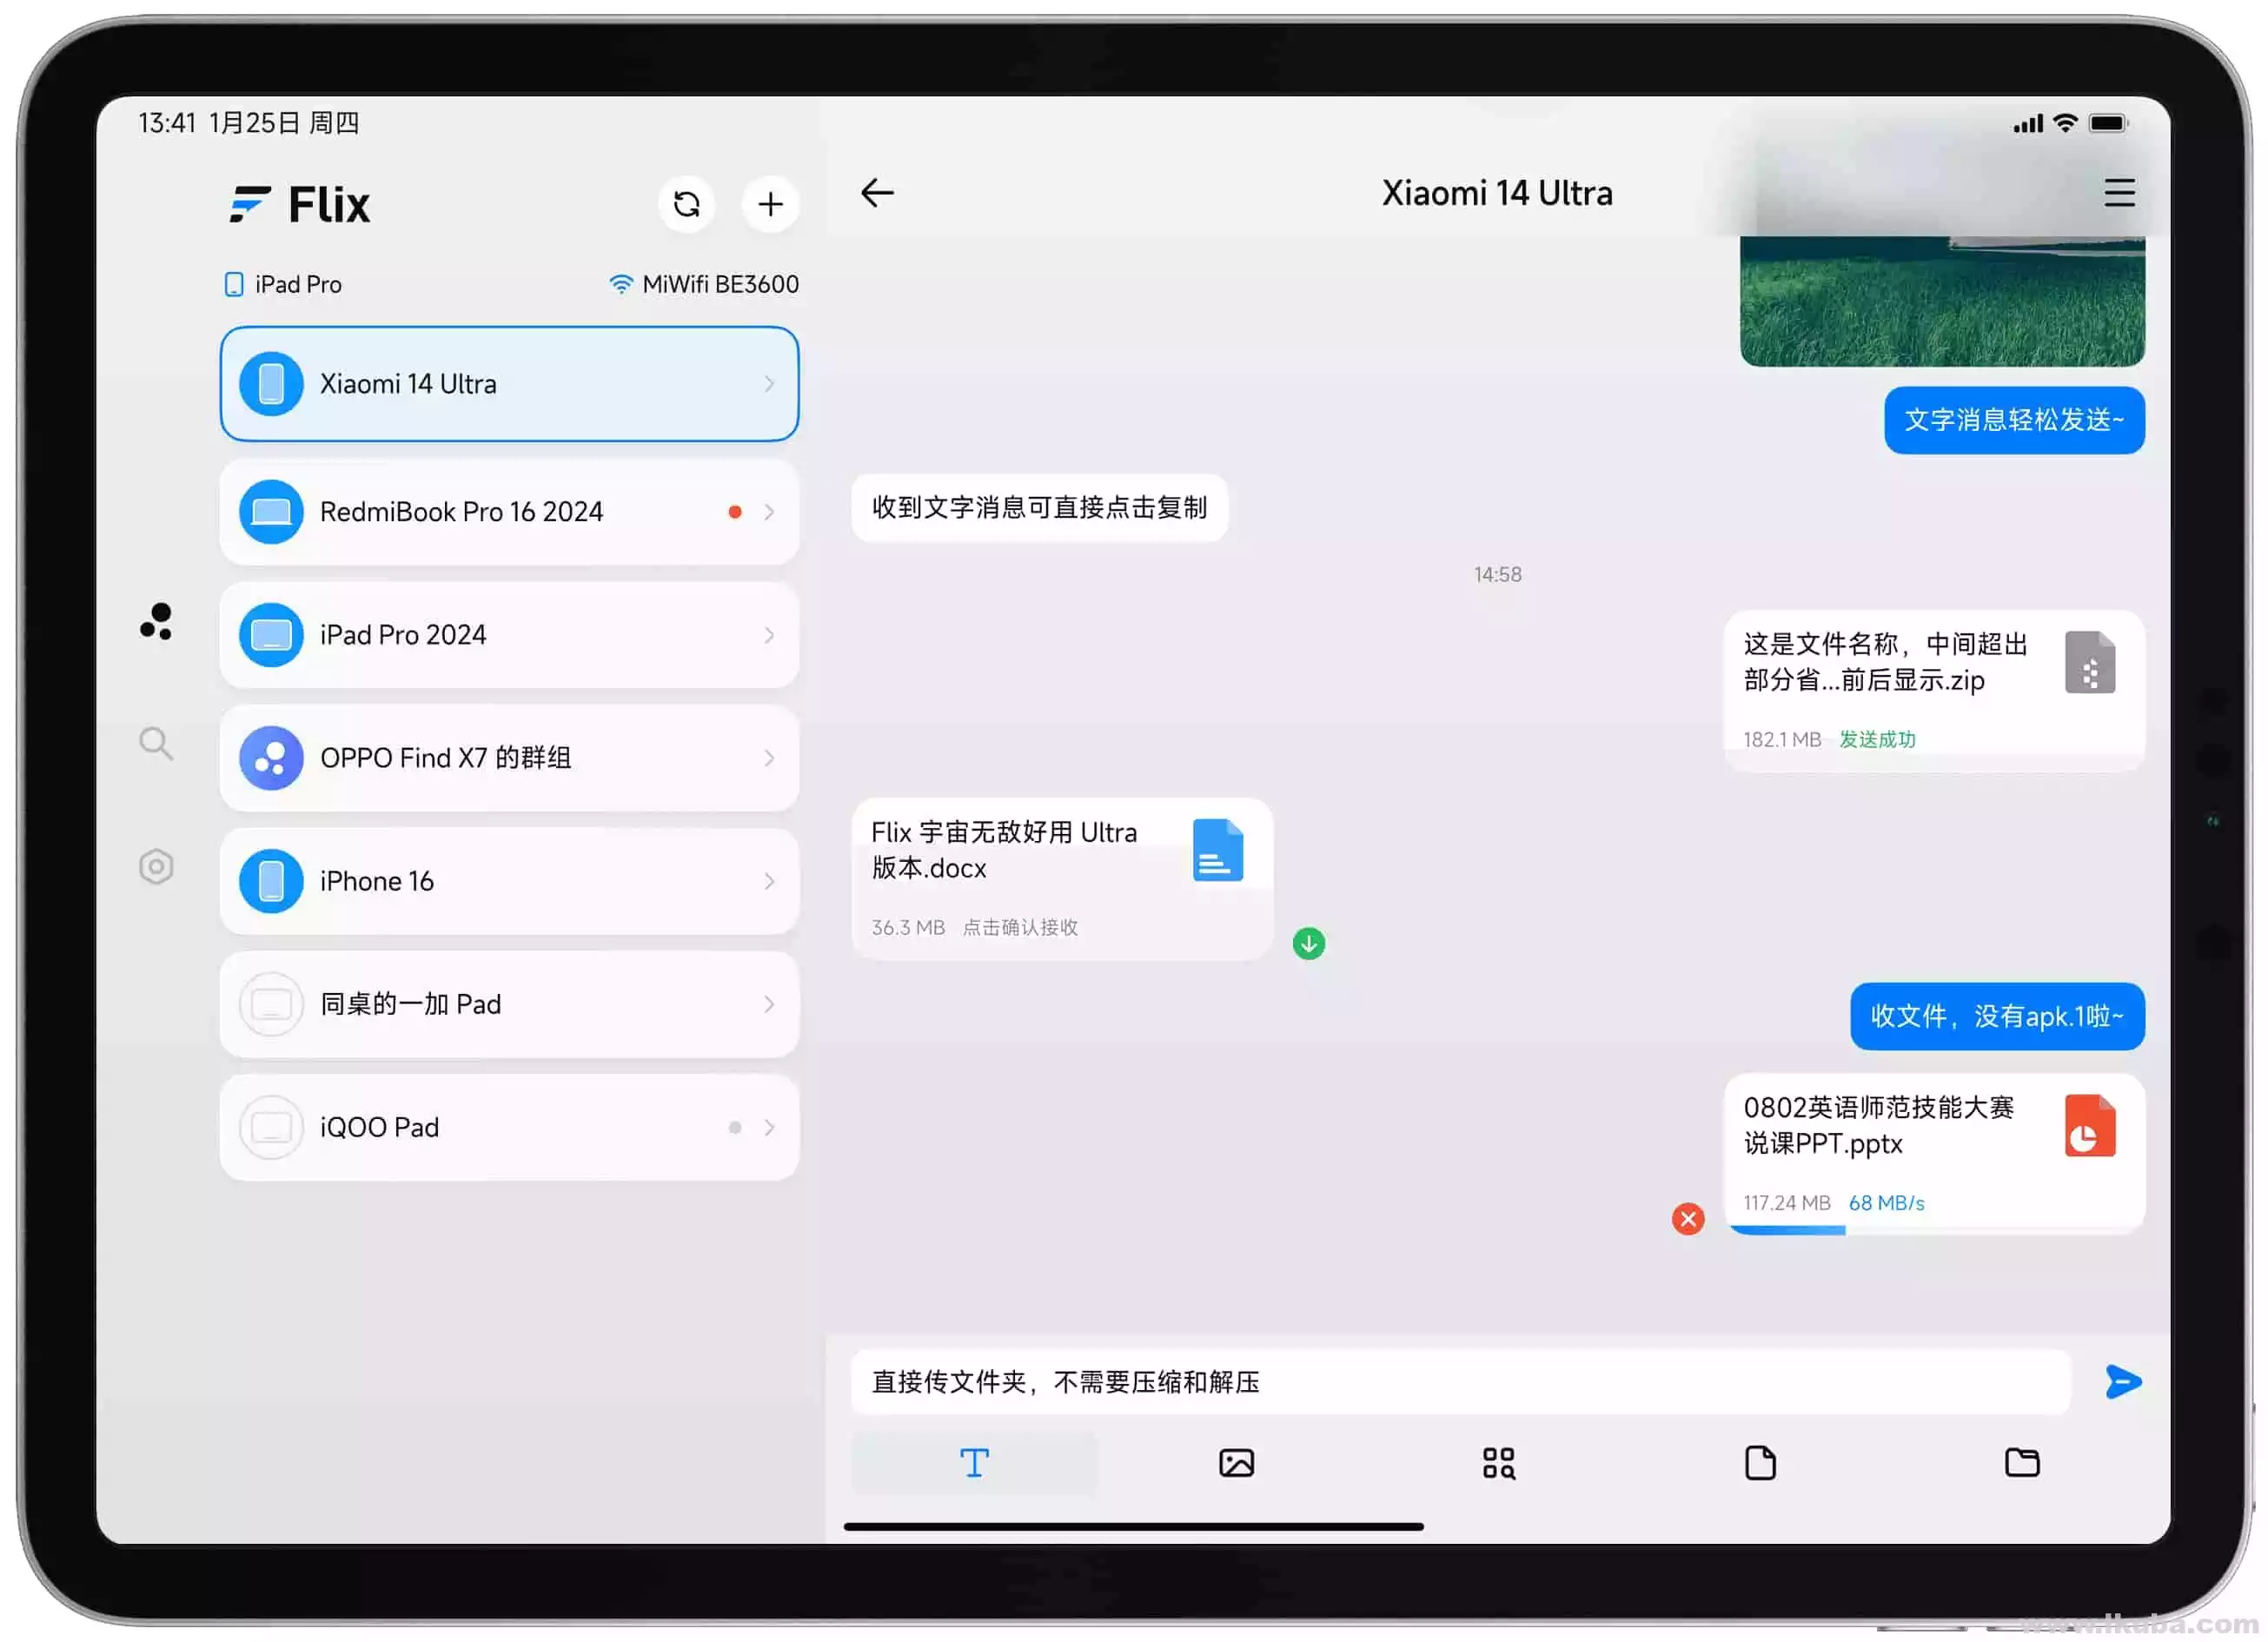 13:41 1月25日 周四
Flix
iPad Pro
MiWifi BE3600
Xiaomi 14 Ultra
RedmiBook Pro 16 2024
iPad Pro 2024
OPPO Find X7 的群组
iPhone 16
同桌的一加 Pad
iQOO Pad
Xiaomi 14 Ultra
文字消息轻松发送~
收到文字消息可直接点击复制
14:58
这是文件名称，中间超出
部分省...前后显示.zip
182.1 MB 发送成功
Flix 宇宙无敌好用 Ultra
版本.docx
36.3 MB 点击确认接收
收文件，没有apk.1啦~
0802英语师范技能大赛
说课PPT.pptx
117.24 MB 68 MB/s
直接传文件夹，不需要压缩和解压
www.ikuba.com